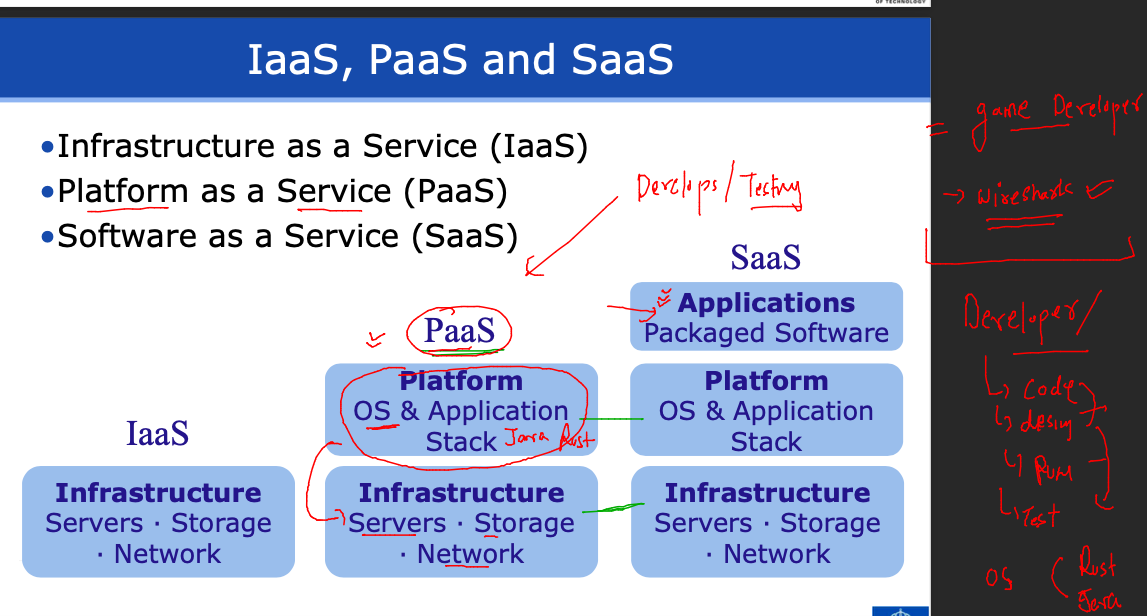 OF TECHNOLOGY
IaaS, PaaS and SaaS
•Infrastructure as a Service (IaaS)
•Platform as a Service (PaaS)
•Software as a Service (SaaS)
Develops / Testing
SaaS
Applications
Packaged Software
PaaS
Platform
OS & Application
Stack Java Rust
Platform
OS & Application
Stack
IaaS
Infrastructure
Servers · Storage
· Network
Infrastructure
Servers · Storage
· Network
Infrastructure
Servers · Storage
· Network
= game Developer
→ wireshark
Developer/
Code
design
Run
Test
OS ( Rust
Java